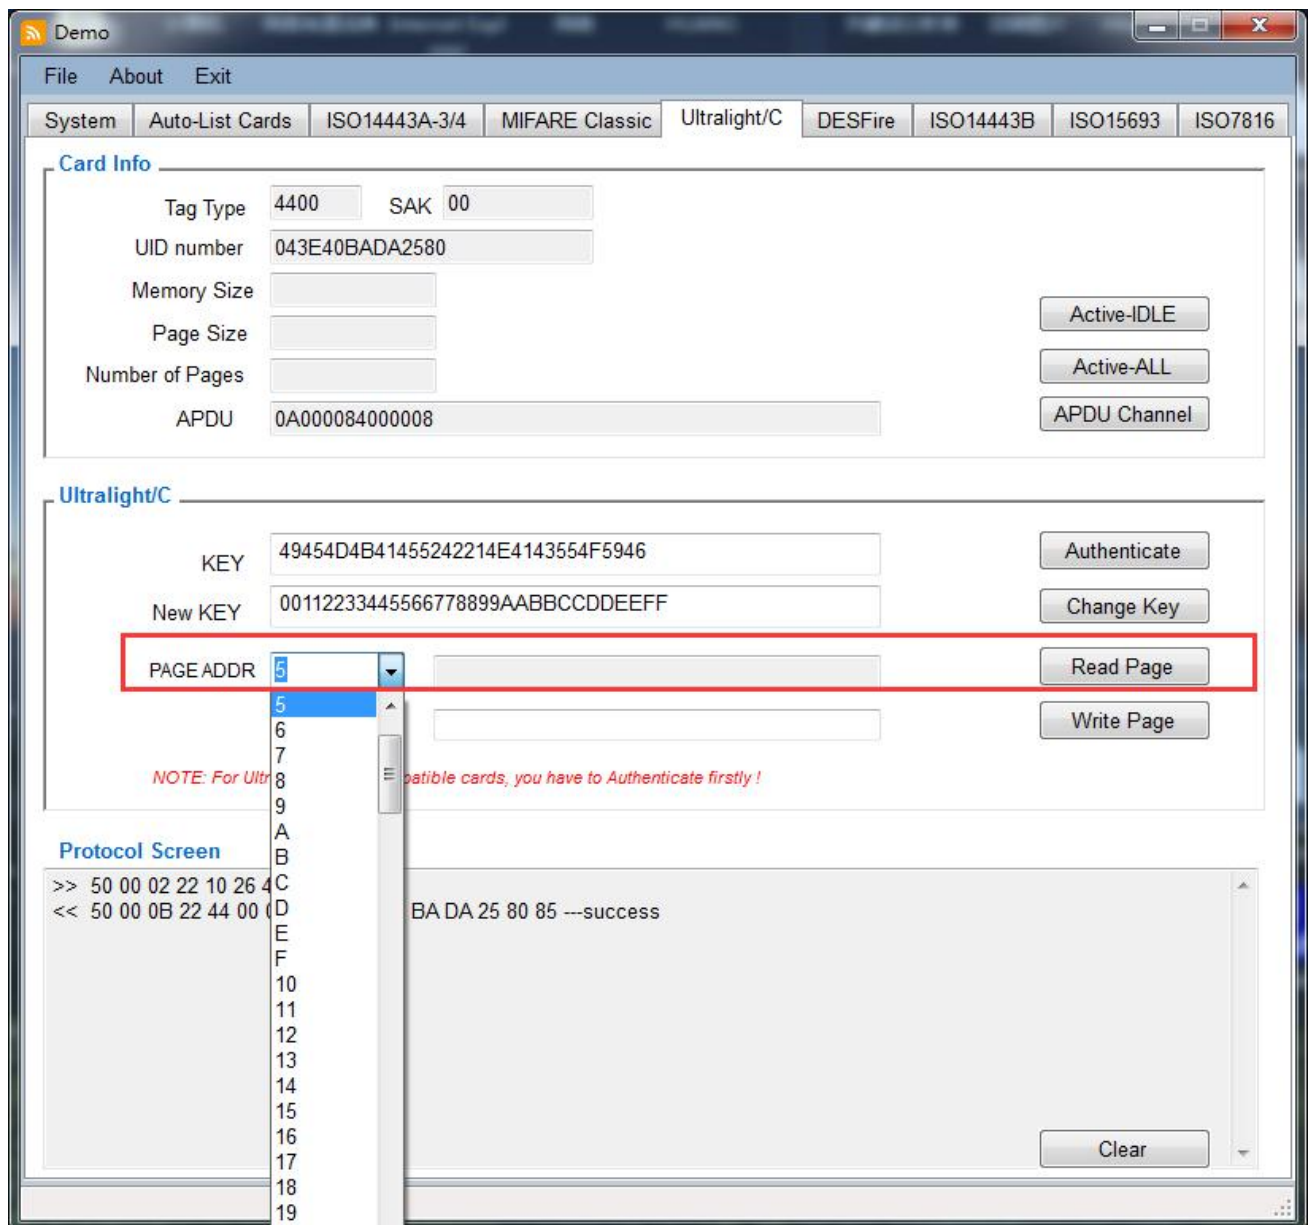 Demo
File About Exit
System Auto-List Cards ISO14443A-3/4 MIFARE Classic Ultralight/C DESFire ISO14443B ISO15693 ISO7816
Card Info
Tag Type 4400 SAK 00
UID number 043E40BADA2580
Memory Size
Page Size
Active-IDLE
Number of Pages
Active-ALL
APDU 0A000084000008
APDU Channel
Ultralight/C
KEY 49454D4B41455242214E4143554F5946 Authenticate
New KEY 00112233445566778899AABBCCDDEEFF Change Key
PAGE ADDR 5 Read Page
5
6
Write Page
7
NOTE: For patible cards, you have to Authenticate firstly !
8
9
A
Protocol Screen
B
>> 50 00 02 22 10 26
C
<< 50 00 0B 22 44 00 BA DA 25 80 85 ---success
D
E
F
10
11
12
13
14
15
16
17
18
19
Clear